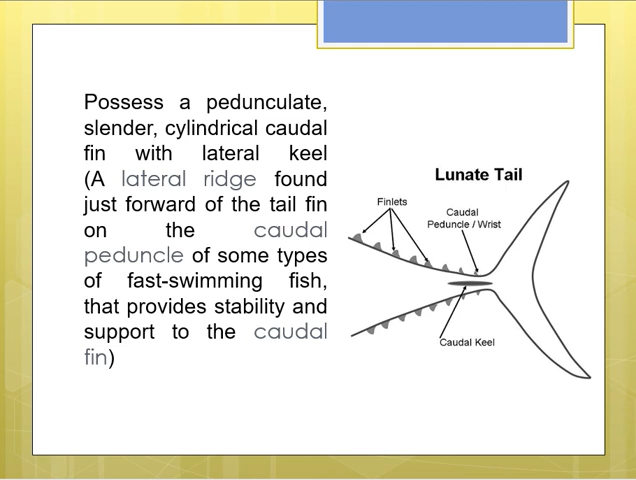 Possess a pedunculate,
slender, cylindrical caudal
fin with lateral keel
(A lateral ridge found
just forward of the tail fin
on the caudal
peduncle of some types
of fast-swimming fish,
that provides stability and
support to the caudal
fin)
Lunate Tail
Finlets
Caudal
Peduncle / Wrist
Caudal Keel